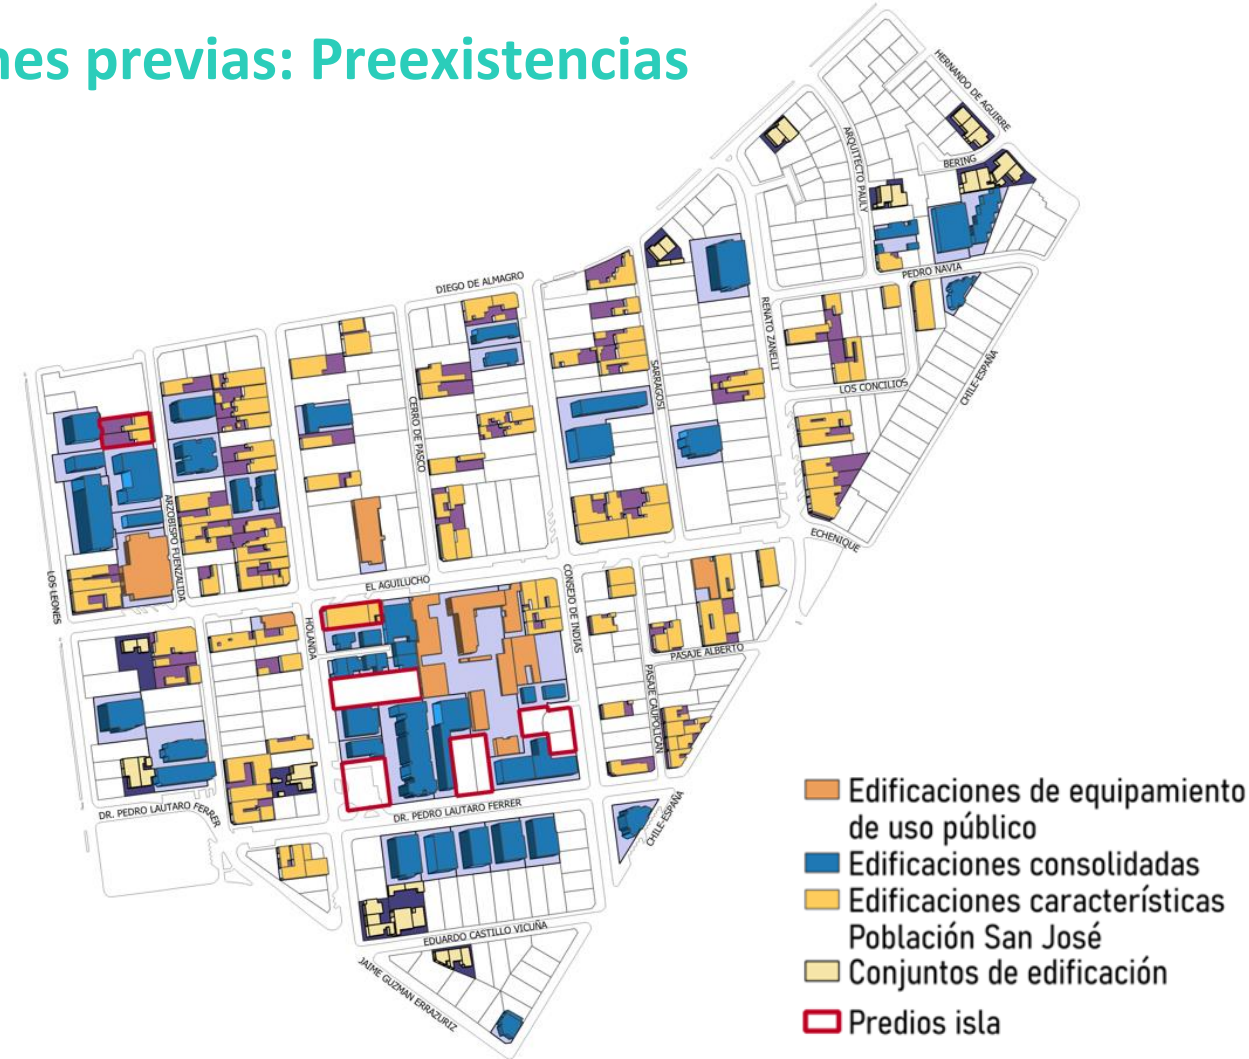 nes previas: Preexistencias
HERNANDO DE AGUIRRE
ARQUITECTO PAULY
BERING
PEDRO NAVIA
DIEGO DE ALMAGRO
RENATO ZANELLI
SARRAGOSI
LOS CONCILIOS
CHILE-ESPAÑA
CERRO DE PASCO
ARZOBISPO FUENZALIDA
ECHENIQUE
LOS LEONES
EL AGUILUCHO
CONSEJO DE INDIAS
HOLANDA
PASAJE ALBERTO
PASAJE CAUPOLICAN
DR. PEDRO LAUTARO FERRER
DR. PEDRO LAUTARO FERRER
CHILE-ESPAÑA
EDUARDO CASTILLO VICUÑA
JAIME GUZMAN ERRAZURIZ
Edificaciones de equipamiento
de uso público
Edificaciones consolidadas
Edificaciones características
Población San José
Conjuntos de edificación
Predios isla